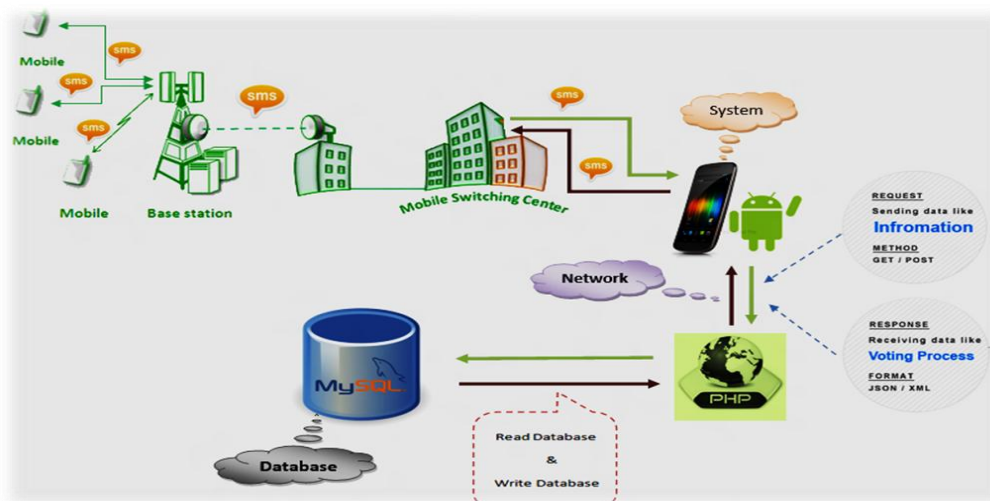 Mobile
sms
sms
sms
Mobile
sms
Mobile
Base station
sms
sms
Mobile Switching Center
System
REQUEST
Sending data like
Infromation
METHOD
GET / POST
Network
RESPONSE
Receiving data like
Voting Process
FORMAT
JSON / XML
MySQL
PHP
Read Database
&
Write Database
Database